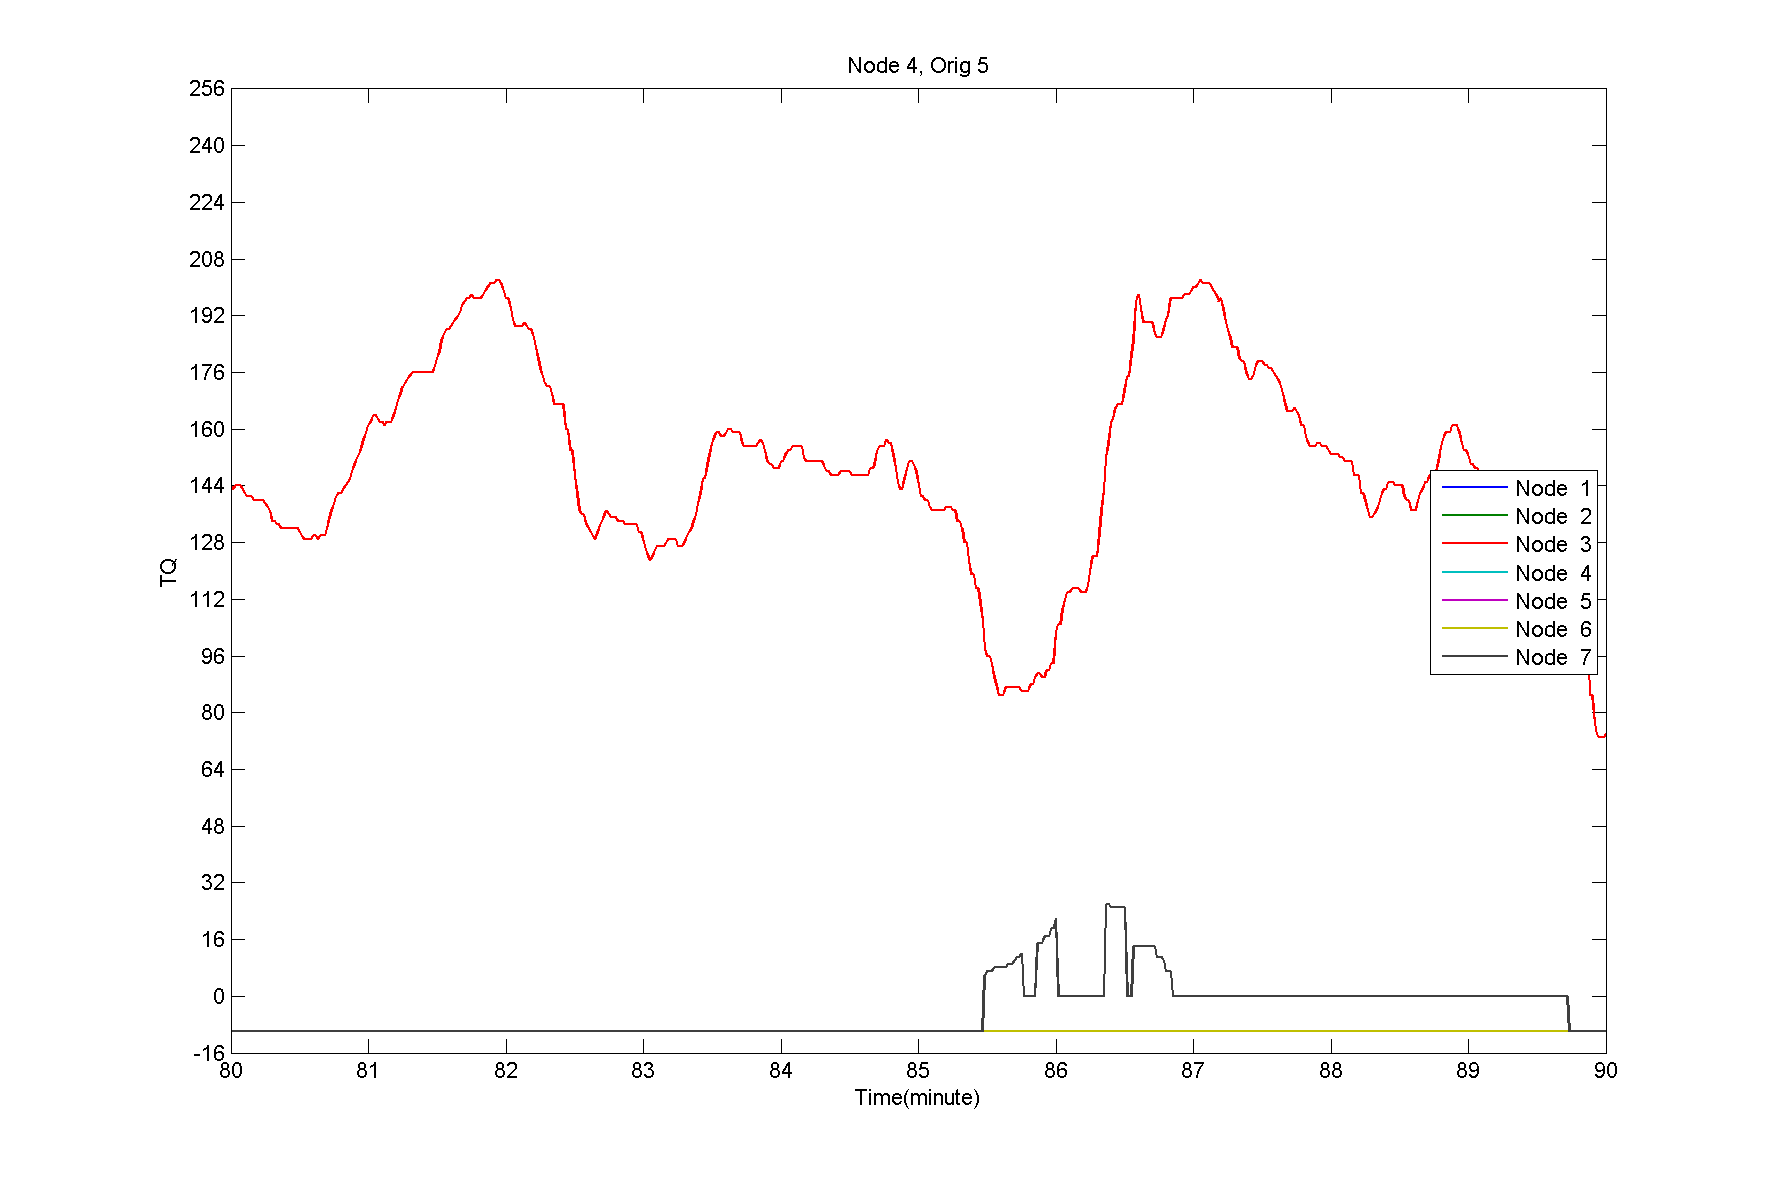 Node 4, Orig 5
256
240
224
208
192
176
160
144
128
112
96
80
64
48
32
16
0
-16
TQ
Node 1
Node 2
Node 3
Node 4
Node 5
Node 6
Node 7
80 81 82 83 84 85 86 87 88 89 90
Time(minute)